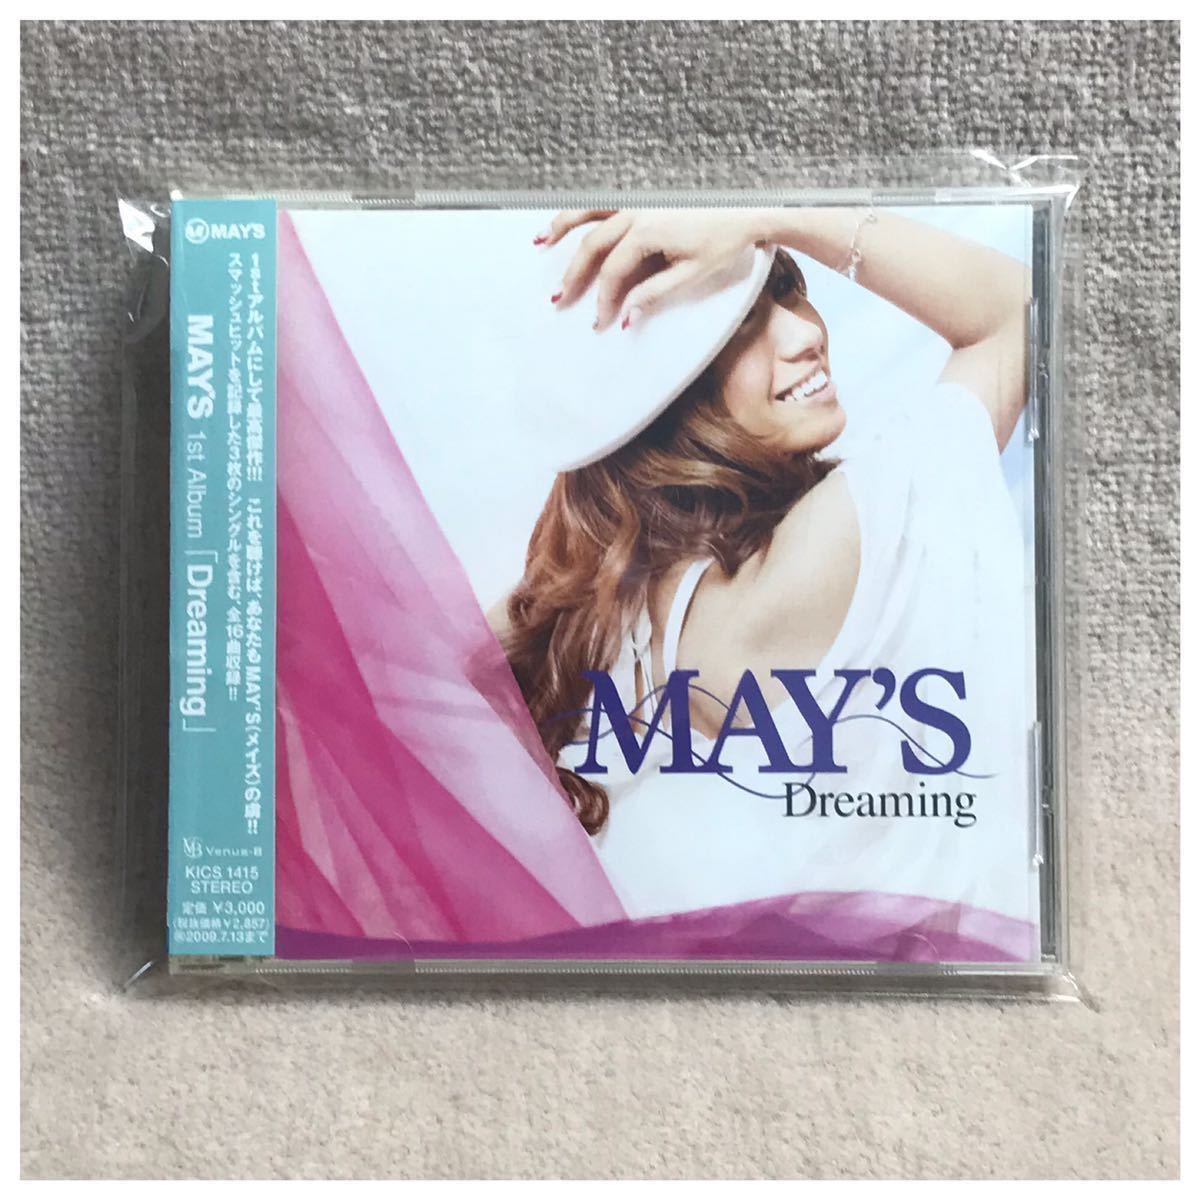 MAY'S
1stアルバムにして最高傑作!!! これを聴けば、あなたもMAY'S(メイズ)の虜!!
スマッシュヒットを記録した3枚のシングルを含む、全16曲収録!!
MAY'S 1st Album「Dreaming」
Venus-B
KICS 1415
STEREO
定価 ¥3,000
(税抜価格¥2,857)
2009.7.13まで
MAY'S
Dreaming